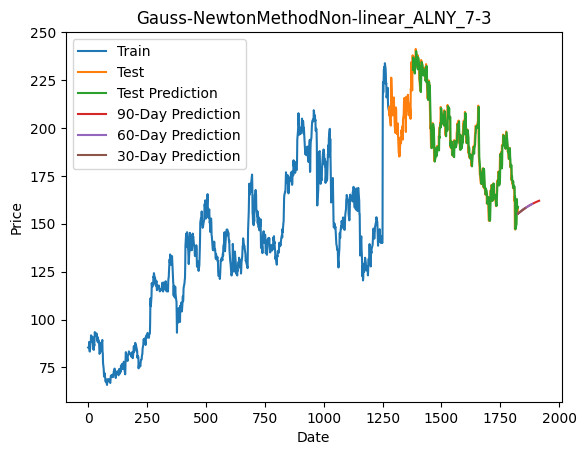 Gauss-NewtonMethodNon-linear_ALNY_7-3
Train
Test
Test Prediction
90-Day Prediction
60-Day Prediction
30-Day Prediction
Price
250
225
200
175
150
125
100
75
0 250 500 750 1000 1250 1500 1750 2000
Date